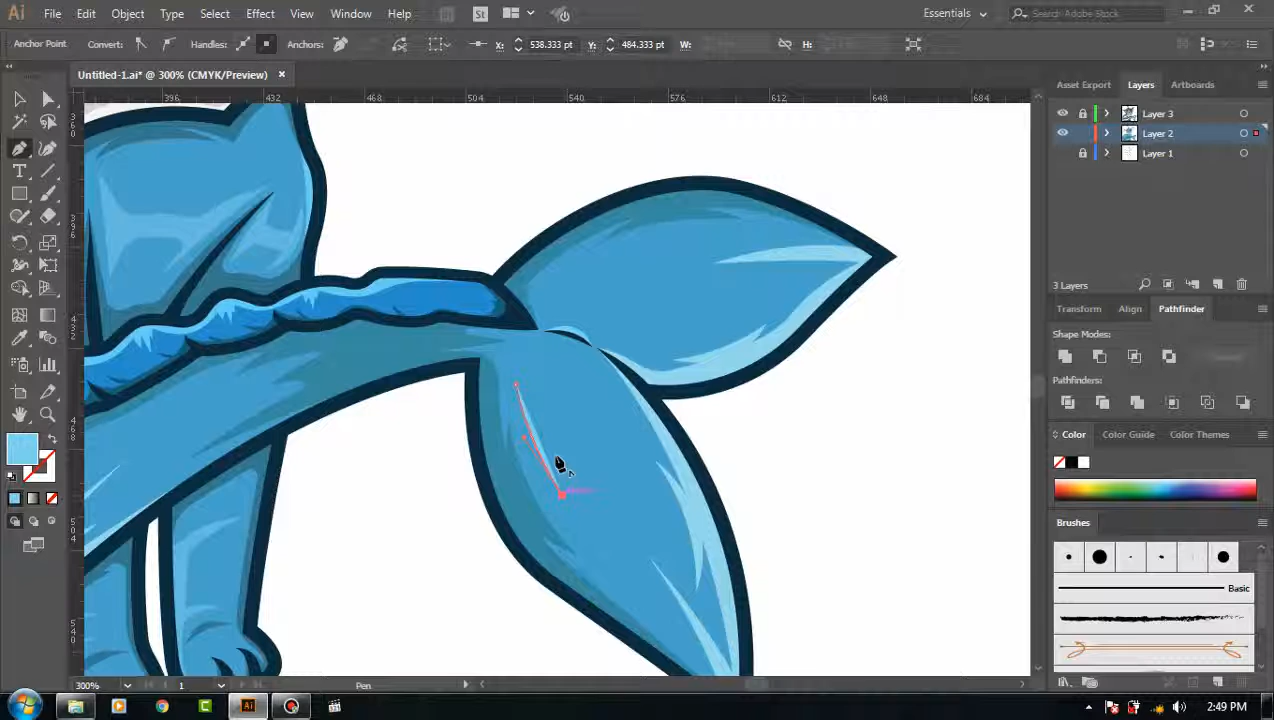 Ai File Edit Object Type Select Effect View Window Help St Essentials Search Adobe Stock
Anchor Point Convert: Handles: Anchors: X: 538.333 pt Y: 484.333 pt W: H:
Untitled-1.ai* @ 300% (CMYK/Preview)
396 432 468 504 540 576 612 648 684
Asset Export Layers Artboards
Layer 3
Layer 2
Layer 1
3 Layers
Transform Align Pathfinder
Shape Modes:
Pathfinders:
Color Color Guide Color Themes
Brushes
Basic
300% 1 Pen
Ai 2:49 PM